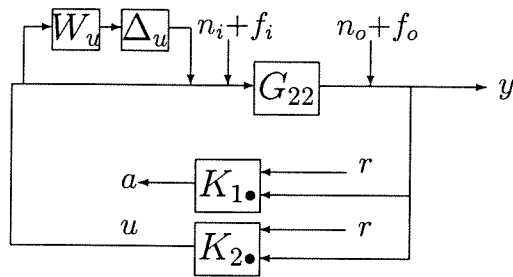 W_u Δ_u n_i+f_i n_o+f_o
G_22 y
a K_1• r
u K_2• r